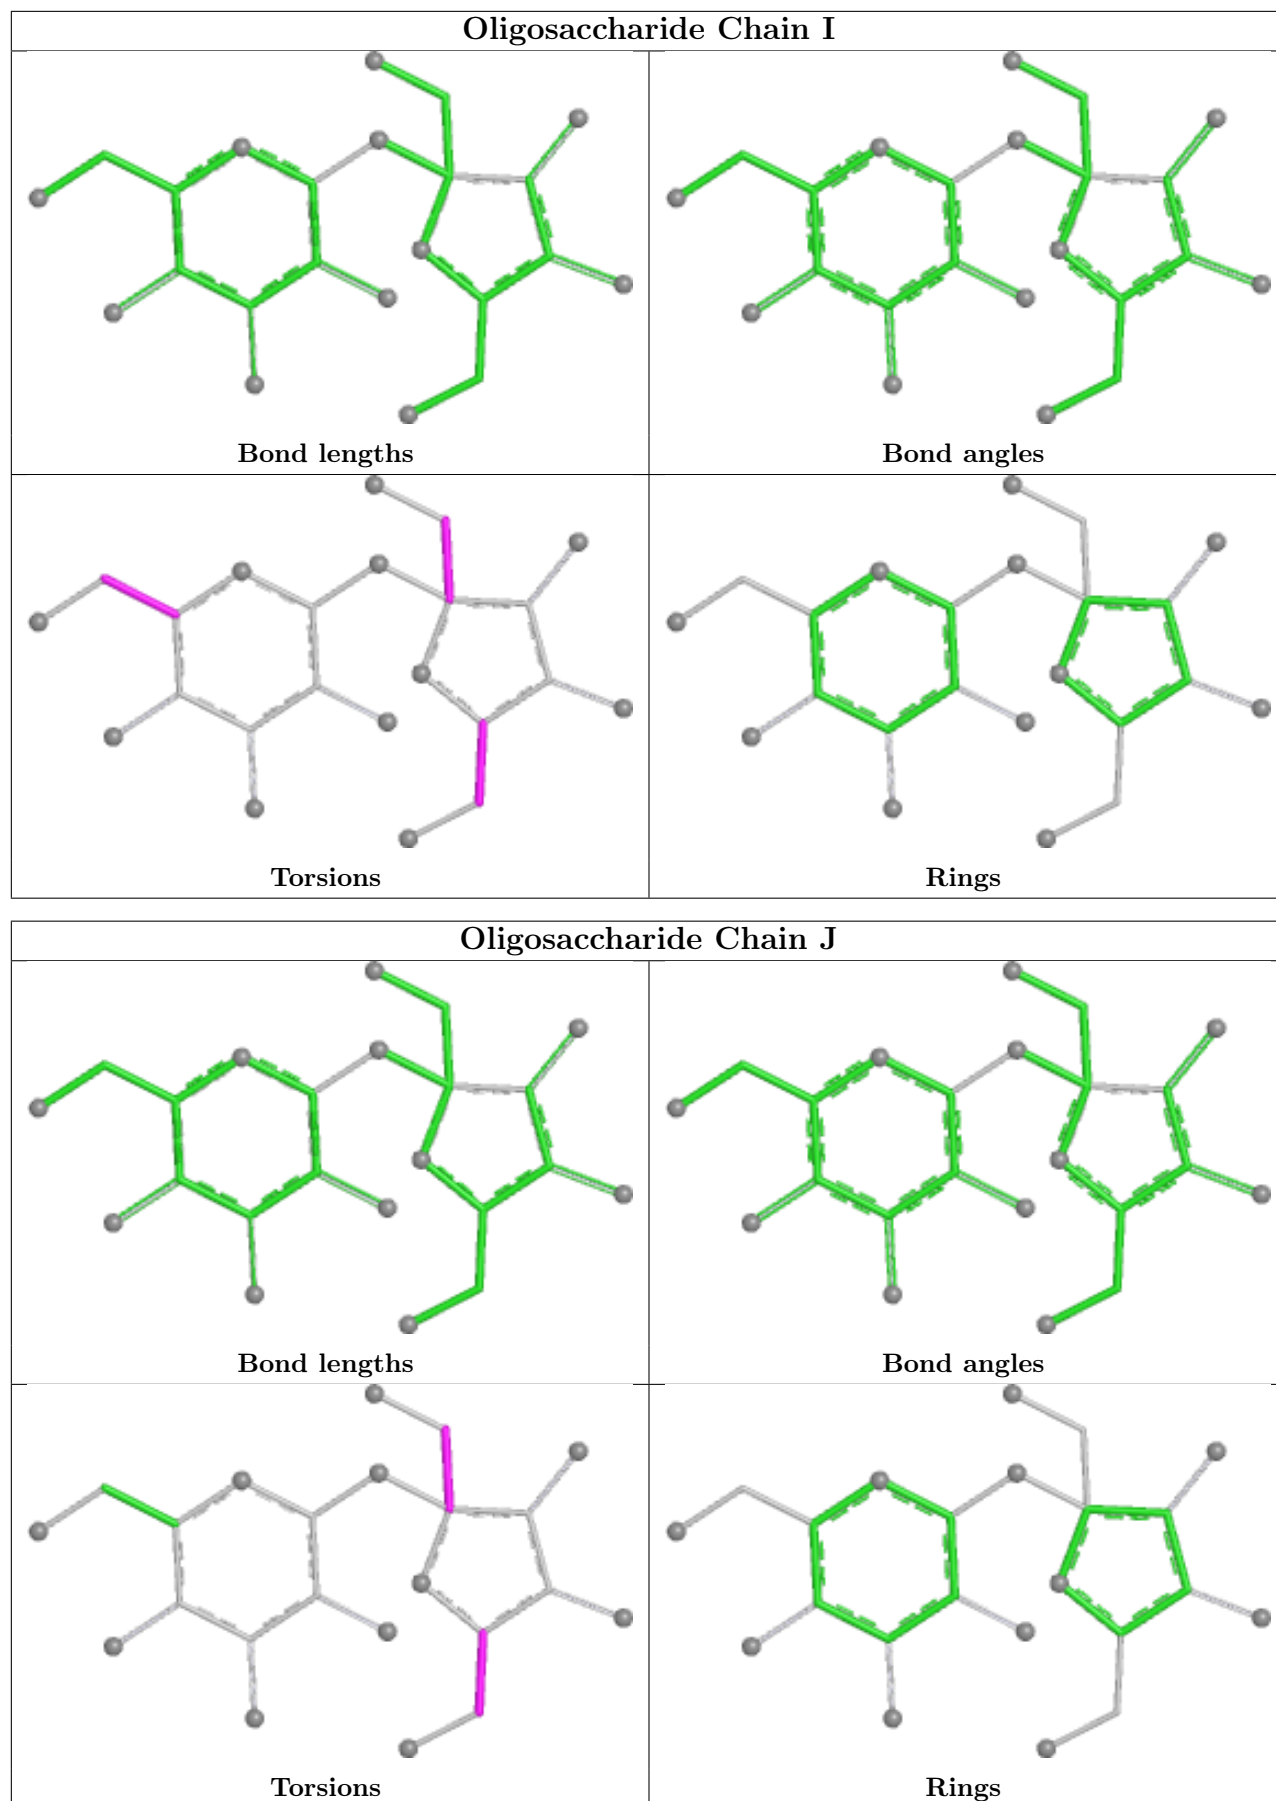 Oligosaccharide Chain I
Bond lengths
Bond angles
Torsions
Rings
Oligosaccharide Chain J
Bond lengths
Bond angles
Torsions
Rings